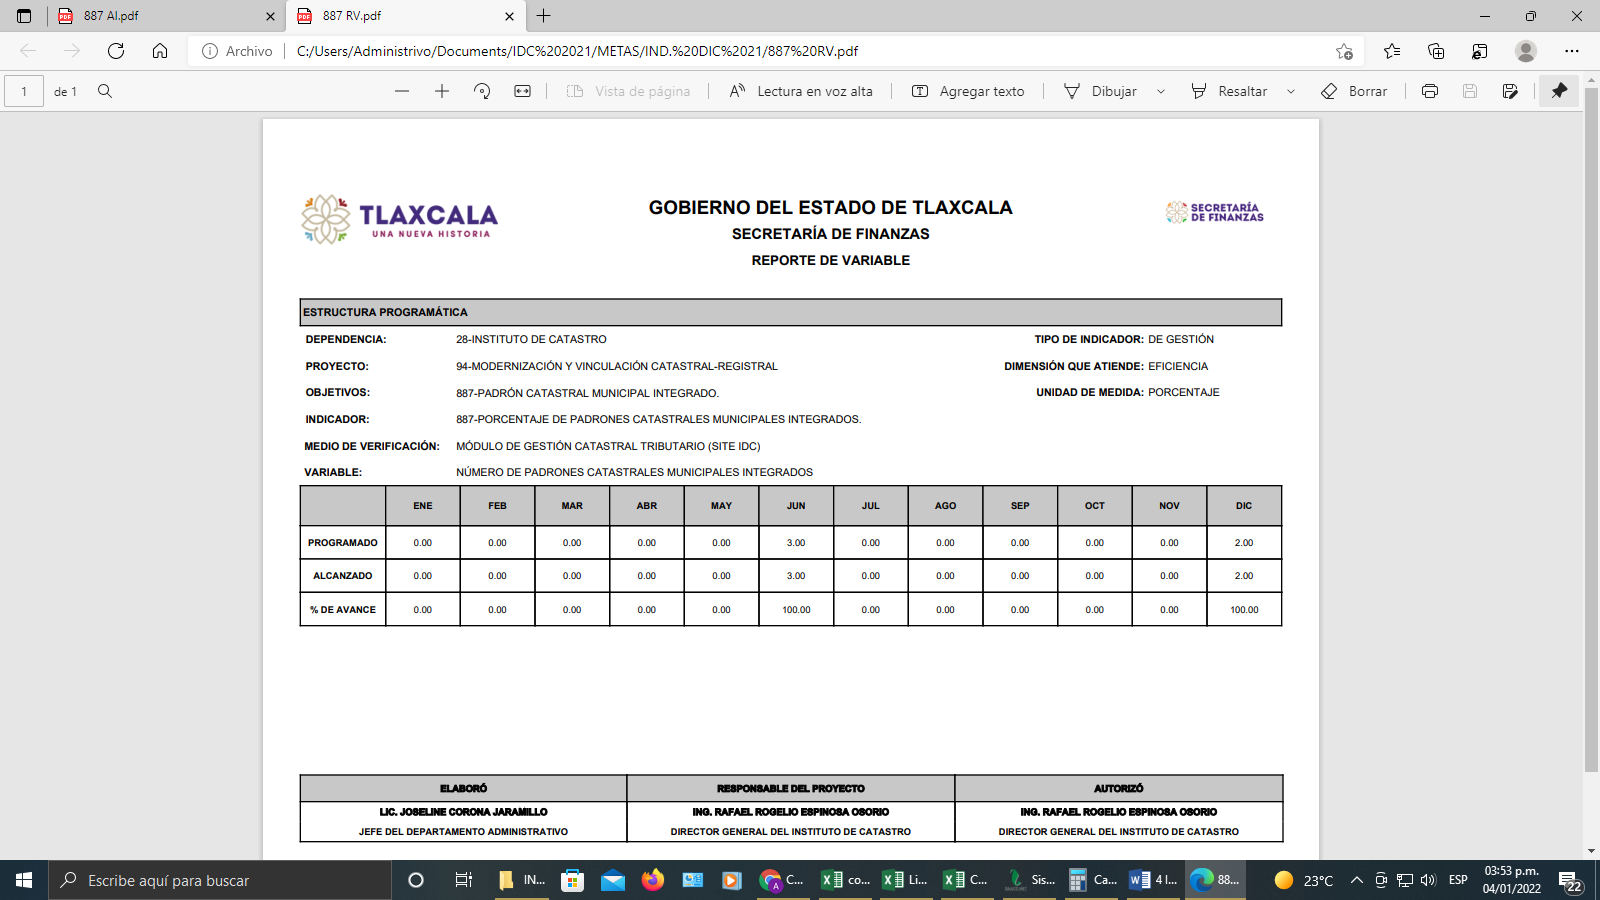 887 AI.pdf
887 RV.pdf
Archivo
C:/Users/Administrivo/Documents/IDC%202021/METAS/IND.%20DIC%2021/887%20RV.pdf
1 de 1
Vista de página
Lectura en voz alta
Agregar texto
Dibujar
Resaltar
Borrar
TLAXCALA
UNA NUEVA HISTORIA
GOBIERNO DEL ESTADO DE TLAXCALA
SECRETARÍA DE FINANZAS
REPORTE DE VARIABLE
SECRETARÍA
DE FINANZAS
ESTRUCTURA PROGRAMÁTICA
DEPENDENCIA: 28-INSTITUTO DE CATASTRO TIPO DE INDICADOR: DE GESTIÓN
PROYECTO: 94-MODERNIZACIÓN Y VINCULACIÓN CATASTRAL-REGISTRAL DIMENSIÓN QUE ATIENDE: EFICIENCIA
OBJETIVOS: 887-PADRÓN CATASTRAL MUNICIPAL INTEGRADO. UNIDAD DE MEDIDA: PORCENTAJE
INDICADOR: 887-PORCENTAJE DE PADRONES CATASTRALES MUNICIPALES INTEGRADOS.
MEDIO DE VERIFICACIÓN: MÓDULO DE GESTIÓN CATASTRAL TRIBUTARIO (SITE IDC)
VARIABLE: NÚMERO DE PADRONES CATASTRALES MUNICIPALES INTEGRADOS
ENE FEB MAR ABR MAY JUN JUL AGO SEP OCT NOV DIC
PROGRAMADO 0.00 0.00 0.00 0.00 0.00 3.00 0.00 0.00 0.00 0.00 0.00 2.00
ALCANZADO 0.00 0.00 0.00 0.00 0.00 3.00 0.00 0.00 0.00 0.00 0.00 2.00
% DE AVANCE 0.00 0.00 0.00 0.00 0.00 100.00 0.00 0.00 0.00 0.00 0.00 100.00
ELABORÓ RESPONSABLE DEL PROYECTO AUTORIZÓ
LIC. JOSELINE CORONA JARAMILLO ING. RAFAEL ROGELIO ESPINOSA OSORIO ING. RAFAEL ROGELIO ESPINOSA OSORIO
JEFE DEL DEPARTAMENTO ADMINISTRATIVO DIRECTOR GENERAL DEL INSTITUTO DE CATASTRO DIRECTOR GENERAL DEL INSTITUTO DE CATASTRO
Escribe aquí para buscar
IN... C... co... Li... C... Sis... Ca... 4 I... 88...
23°C
ESP
03:53 p.m.
04/01/2022
22